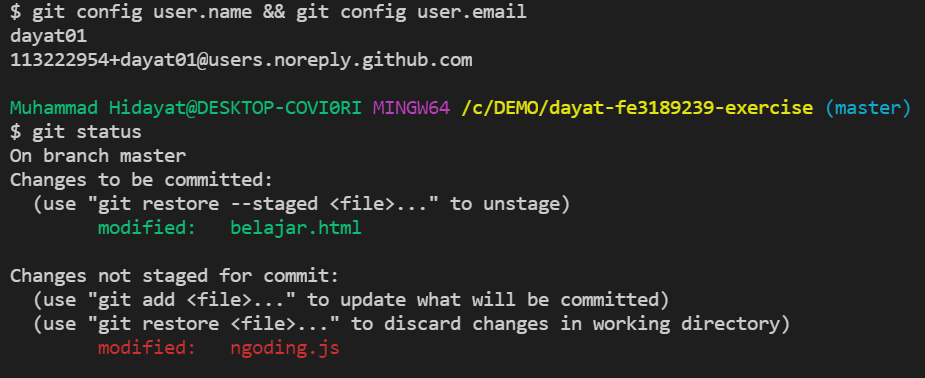 $ git config user.name && git config user.email
dayat01
113222954+dayat01@users.noreply.github.com
Muhammad Hidayat@DESKTOP-COVI0RI MINGW64 /c/DEMO/dayat-fe3189239-exercise (master)
$ git status
On branch master
Changes to be committed:
  (use "git restore --staged <file>..." to unstage)
        modified:   belajar.html
Changes not staged for commit:
  (use "git add <file>..." to update what will be committed)
  (use "git restore <file>..." to discard changes in working directory)
        modified:   ngoding.js